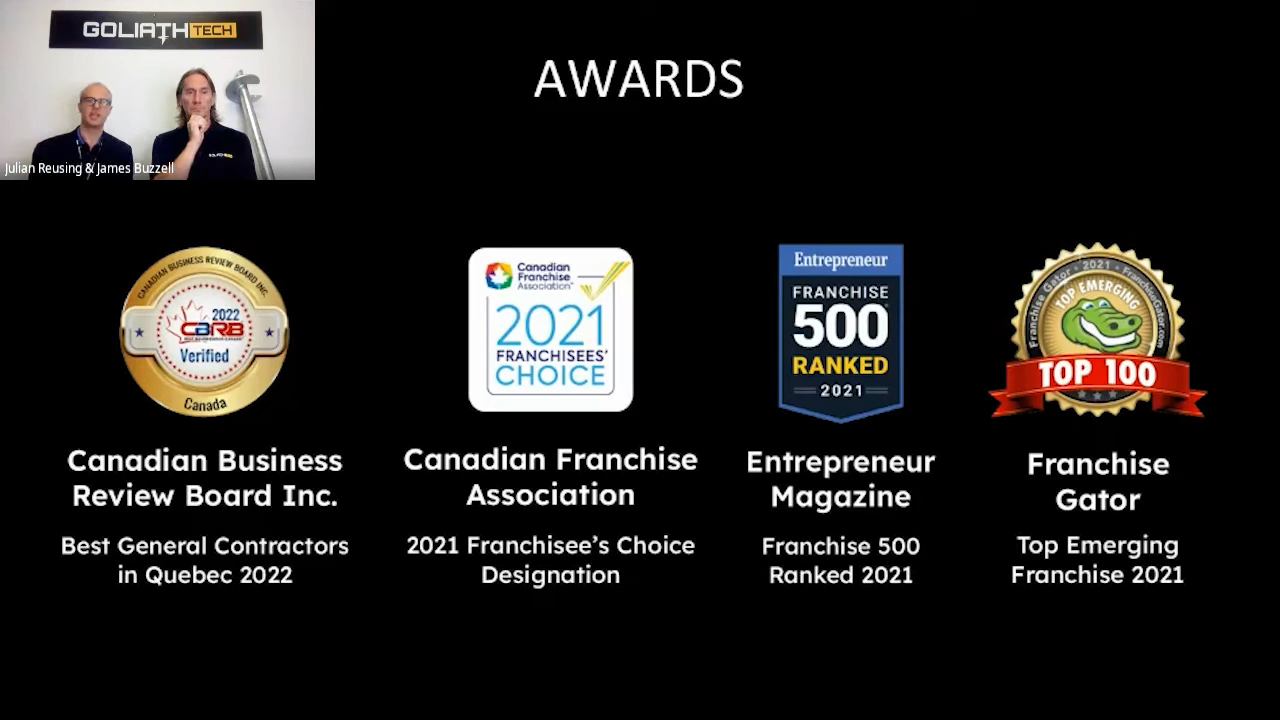 GOLIATHTECH
Julian Reusing & James Buzzell
AWARDS
CANADIAN BUSINESS REVIEW BOARD INC.
2022
CBRB
Verified
Canada
Canadian
Franchise
Association
2021
FRANCHISEES'
CHOICE
Entrepreneur
FRANCHISE
500
RANKED
2021
Franchise Gator • 2021 • FranchiseGator.com
TOP EMERGING
TOP 100
Canadian Business
Review Board Inc.
Best General Contractors
in Quebec 2022
Canadian Franchise
Association
2021 Franchisee's Choice
Designation
Entrepreneur
Magazine
Franchise 500
Ranked 2021
Franchise
Gator
Top Emerging
Franchise 2021